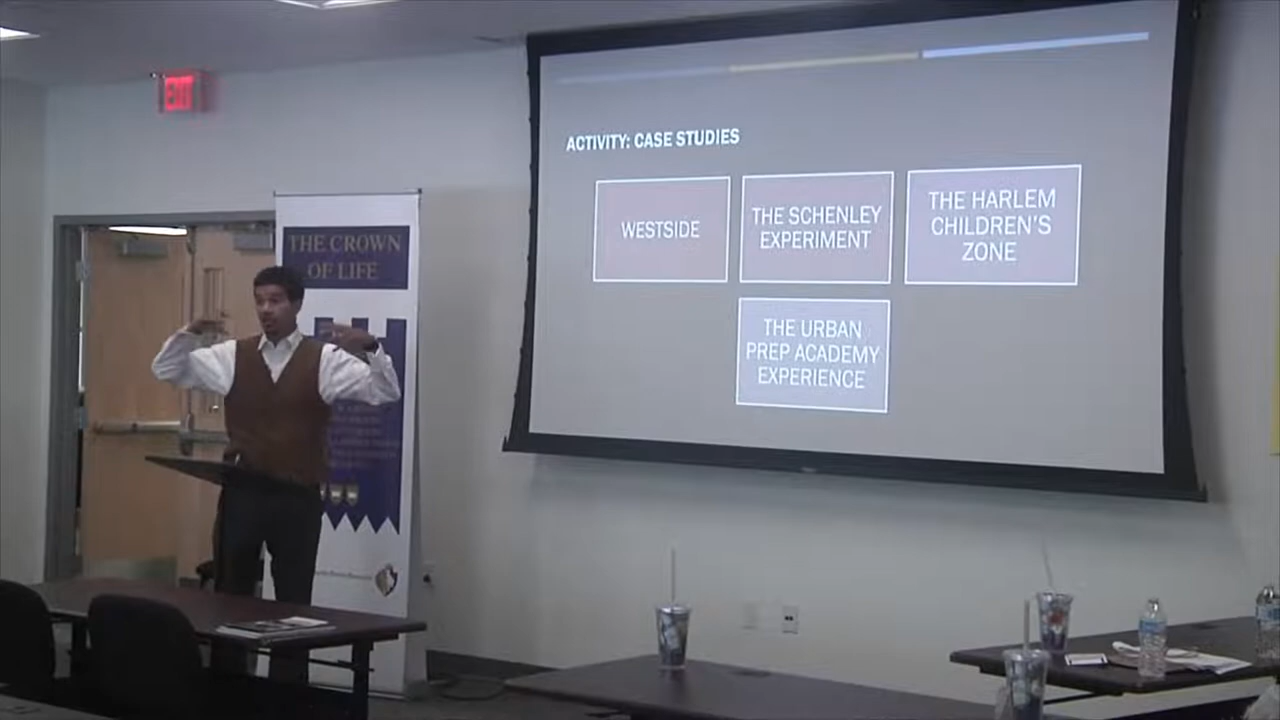 EXIT
ACTIVITY: CASE STUDIES
WESTSIDE
THE SCHENLEY
EXPERIMENT
THE HARLEM
CHILDREN'S
ZONE
THE URBAN
PREP ACADEMY
EXPERIENCE
THE CROWN
OF LIFE